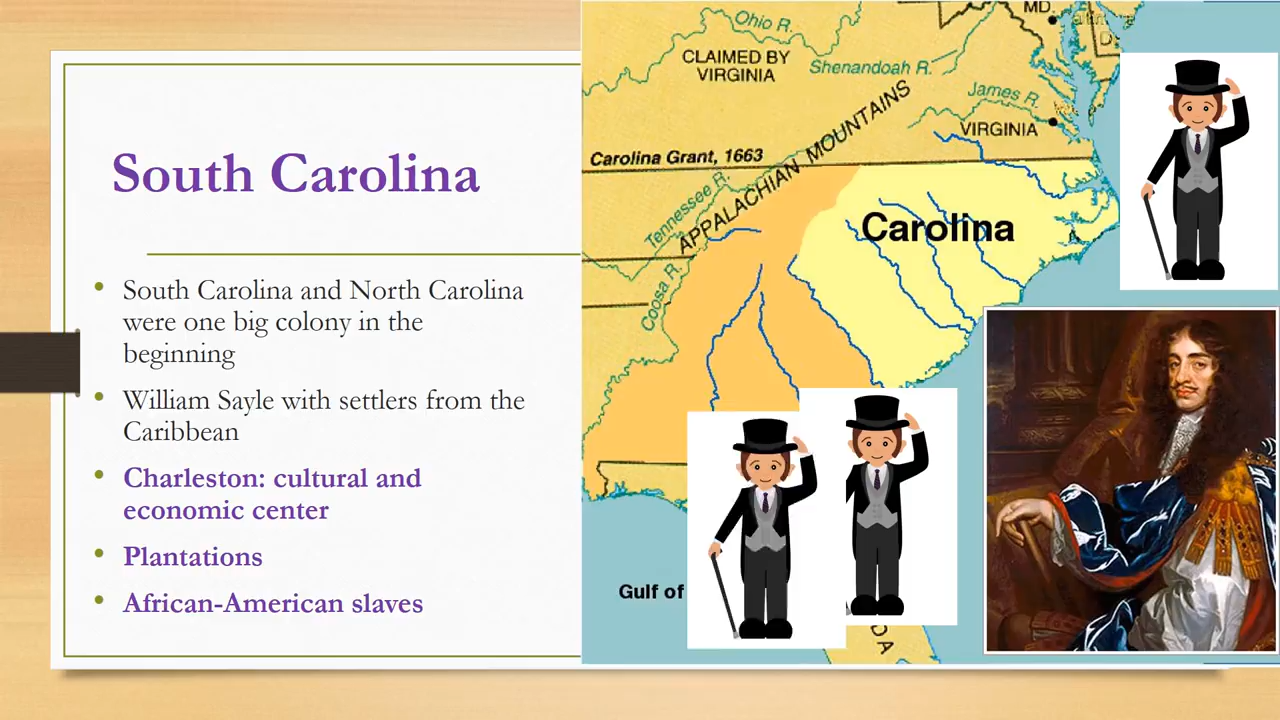 South Carolina
• South Carolina and North Carolina
were one big colony in the
beginning
• William Sayle with settlers from the
Caribbean
• Charleston: cultural and
economic center
• Plantations
• African-American slaves
MD.
Ohio R.
CLAIMED BY
VIRGINIA
Shenandoah R.
James R.
VIRGINIA
APPALACHIAN MOUNTAINS
Carolina Grant, 1663
Tennessee R.
Carolina
Coosa R.
Gulf of